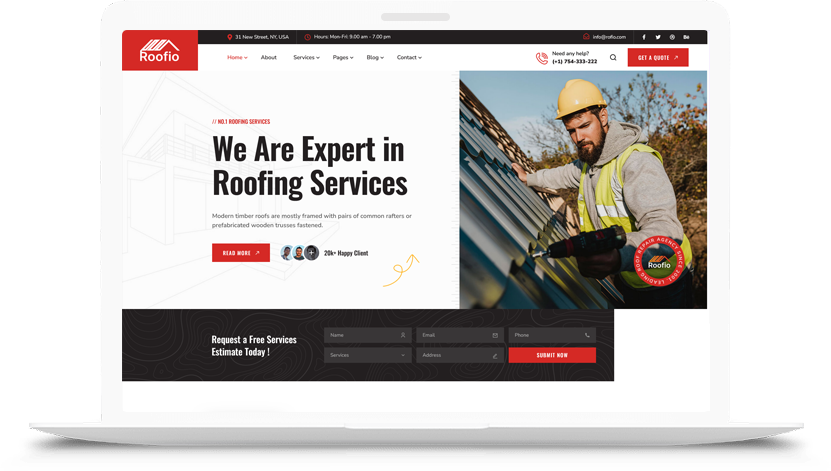 Roofio
31 New Street, NY, USA
Hours: Mon-Fri: 9.00 am - 7.00 pm
info@rofio.com
Bē
Home
About
Services
Pages
Blog
Contact
Need any help?
(+1) 754-333-222
GET A QUOTE
// NO.1 ROOFING SERVICES
We Are Expert in
Roofing Services
Modern timber roofs are mostly framed with pairs of common rafters or
prefabricated wooden trusses fastened.
READ MORE
20k+ Happy Client
LEADING ROOF REPAIR AGENCY SINCE
Roofio
Request a Free Services
Estimate Today !
Name
Email
Phone
Services
Address
SUBMIT NOW